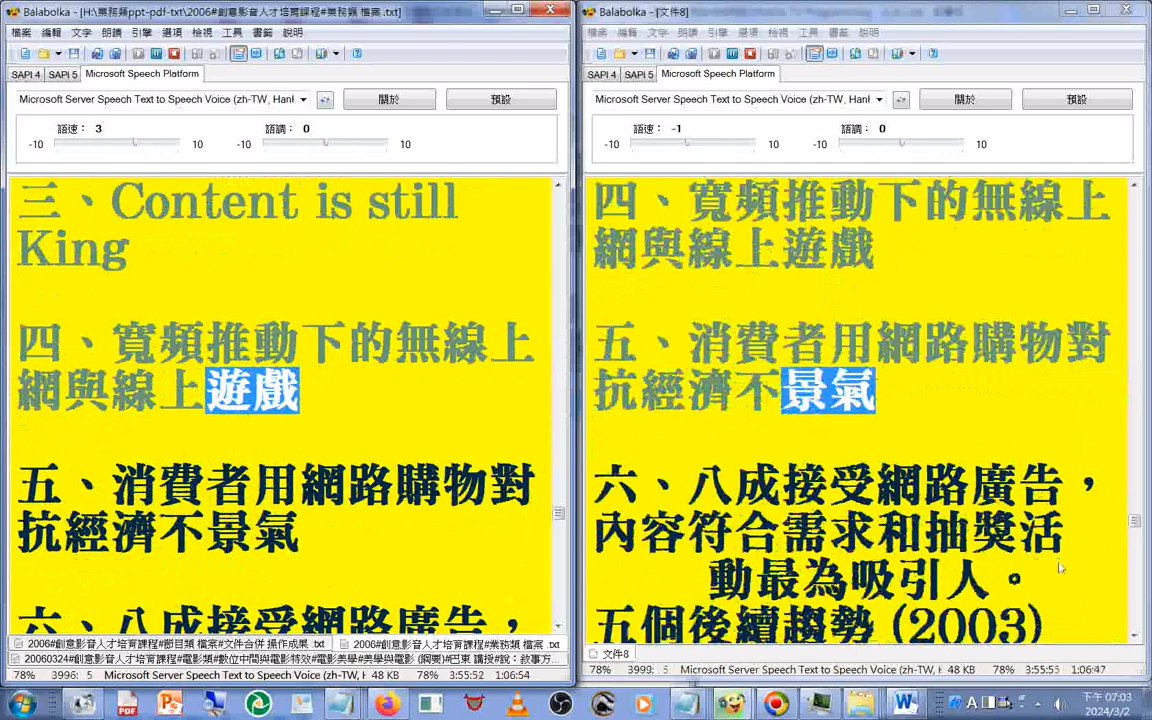 Balabolka - [H:\業務類ppt-pdf-txt\2006#創意影音人才培育課程#業務類 檔案 .txt]
檔案 編輯 文字 朗讀 引擎 選項 檢視 工具 書籤 說明
SAPI 4 SAPI 5 Microsoft Speech Platform
Microsoft Server Speech Text to Speech Voice (zh-TW, Hanl
關於 預設
語速： 3 語調： 0
-10 10 -10 10
三、Content is still
King
四、寬頻推動下的無線上
網與線上遊戲
五、消費者用網路購物對
抗經濟不景氣
六、八成接受網路廣告，
2006#創意影音人才培育課程#節目類 檔案#文件合併 操作成果 .txt
2006#創意影音人才培育課程#業務類 檔案 .txt
20060324#創意影音人才培育課程#電影類#數位中間與電影特效#電影美學#美學與電影 (綱要)#巴東 講授#說：敘事方...
78% 3996: 5 Microsoft Server Speech Text to Speech Voice (zh-TW, H 48 KB 3:55:52 1:06:54
Balabolka - [文件8]
檔案 編輯 文字 朗讀 引擎 選項 檢視 工具 書籤 說明
SAPI 4 SAPI 5 Microsoft Speech Platform
Microsoft Server Speech Text to Speech Voice (zh-TW, Hanl
關於 預設
語速： -1 語調： 0
-10 10 -10 10
四、寬頻推動下的無線上
網與線上遊戲
五、消費者用網路購物對
抗經濟不景氣
六、八成接受網路廣告，
內容符合需求和抽獎活
動最為吸引人。
五個後續趨勢 (2003)
文件8
78% 3999: 5 Microsoft Server Speech Text to Speech Voice (zh-TW, H 48 KB 3:55:55 1:06:47
下午 07:03
2024/3/2